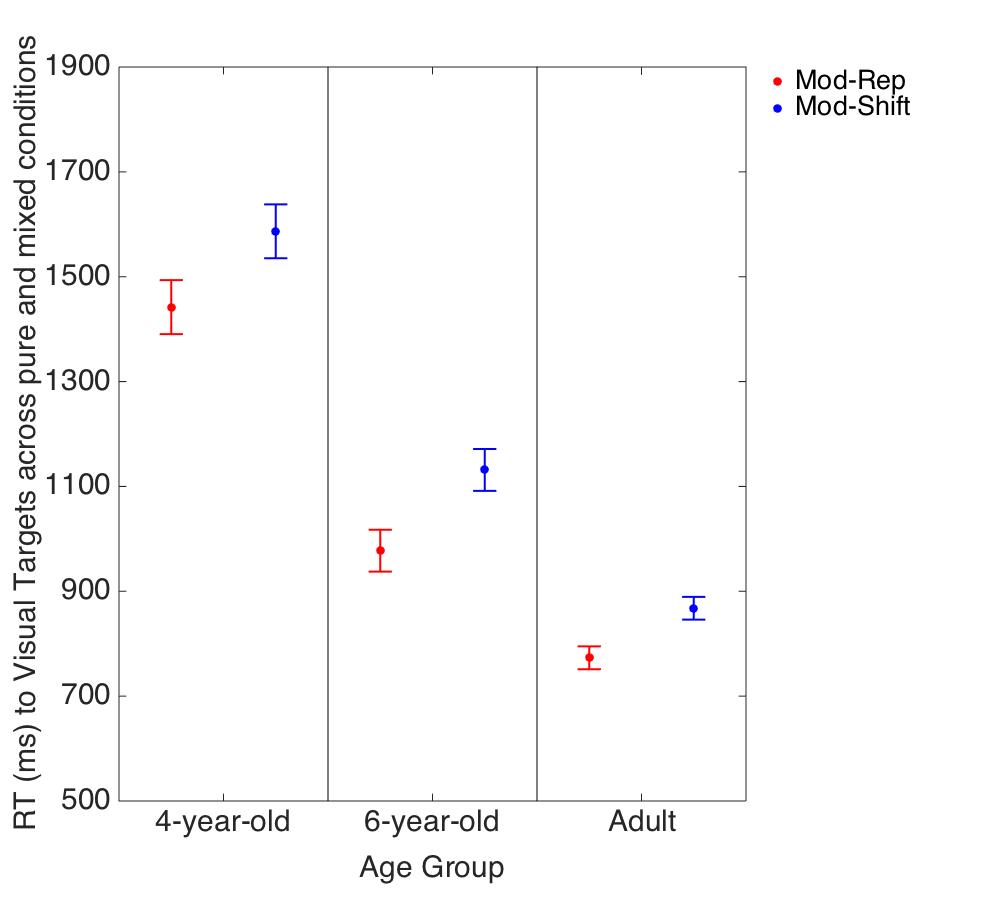 RT (ms) to Visual Targets across pure and mixed conditions
1900
1700
1500
1300
1100
900
700
500
4-year-old
6-year-old
Adult
Age Group
Mod-Rep
Mod-Shift